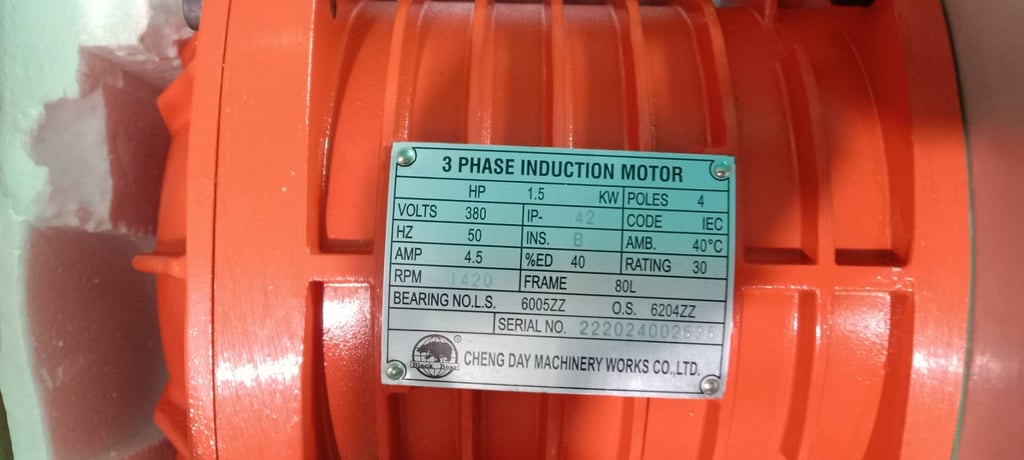 3 PHASE INDUCTION MOTOR
HP 1.5 KW POLES 4
VOLTS 380 IP- 42 CODE IEC
HZ 50 INS. B AMB. 40°C
AMP 4.5 %ED 40 RATING 30
RPM 1420 FRAME 80L
BEARING NO.L.S. 6005ZZ O.S. 6204ZZ
SERIAL NO.
®
Black Bear
CHENG DAY MACHINERY WORKS CO.,LTD.